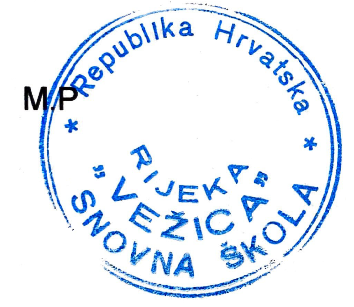 Republika Hrvatska
M.P
RIJEKA
"VEŽICA"
SNOVNA ŠKOLA